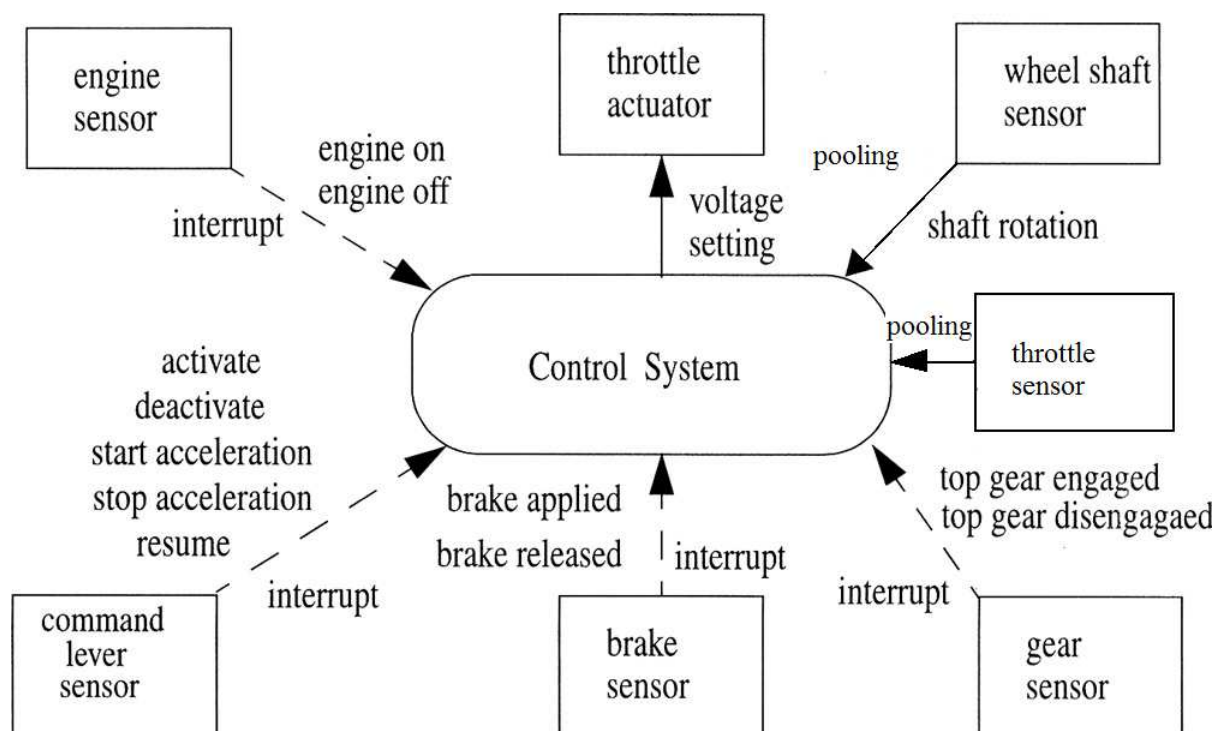 engine
sensor
throttle
actuator
wheel shaft
sensor
engine on
engine off
interrupt
voltage
setting
pooling
shaft rotation
Control System
pooling
throttle
sensor
activate
deactivate
start acceleration
stop acceleration
resume
interrupt
brake applied
brake released
interrupt
top gear engaged
top gear disengagaed
interrupt
command
lever
sensor
brake
sensor
gear
sensor